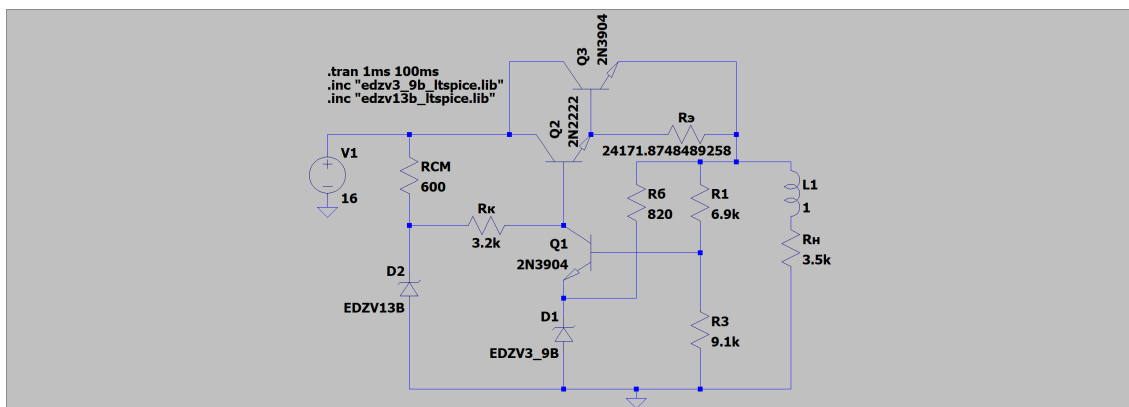 Q3
2N3904
.tran 1ms 100ms
.inc "edzv3_9b_ltspice.lib"
.inc "edzv13b_ltspice.lib"
Q2
2N2222
Rэ
24171.8748489258
V1
16
RCM
600
Rб
820
R1
6.9k
L1
1
Rк
3.2k
Q1
2N3904
Rн
3.5k
D2
EDZV13B
D1
EDZV3_9B
R3
9.1k